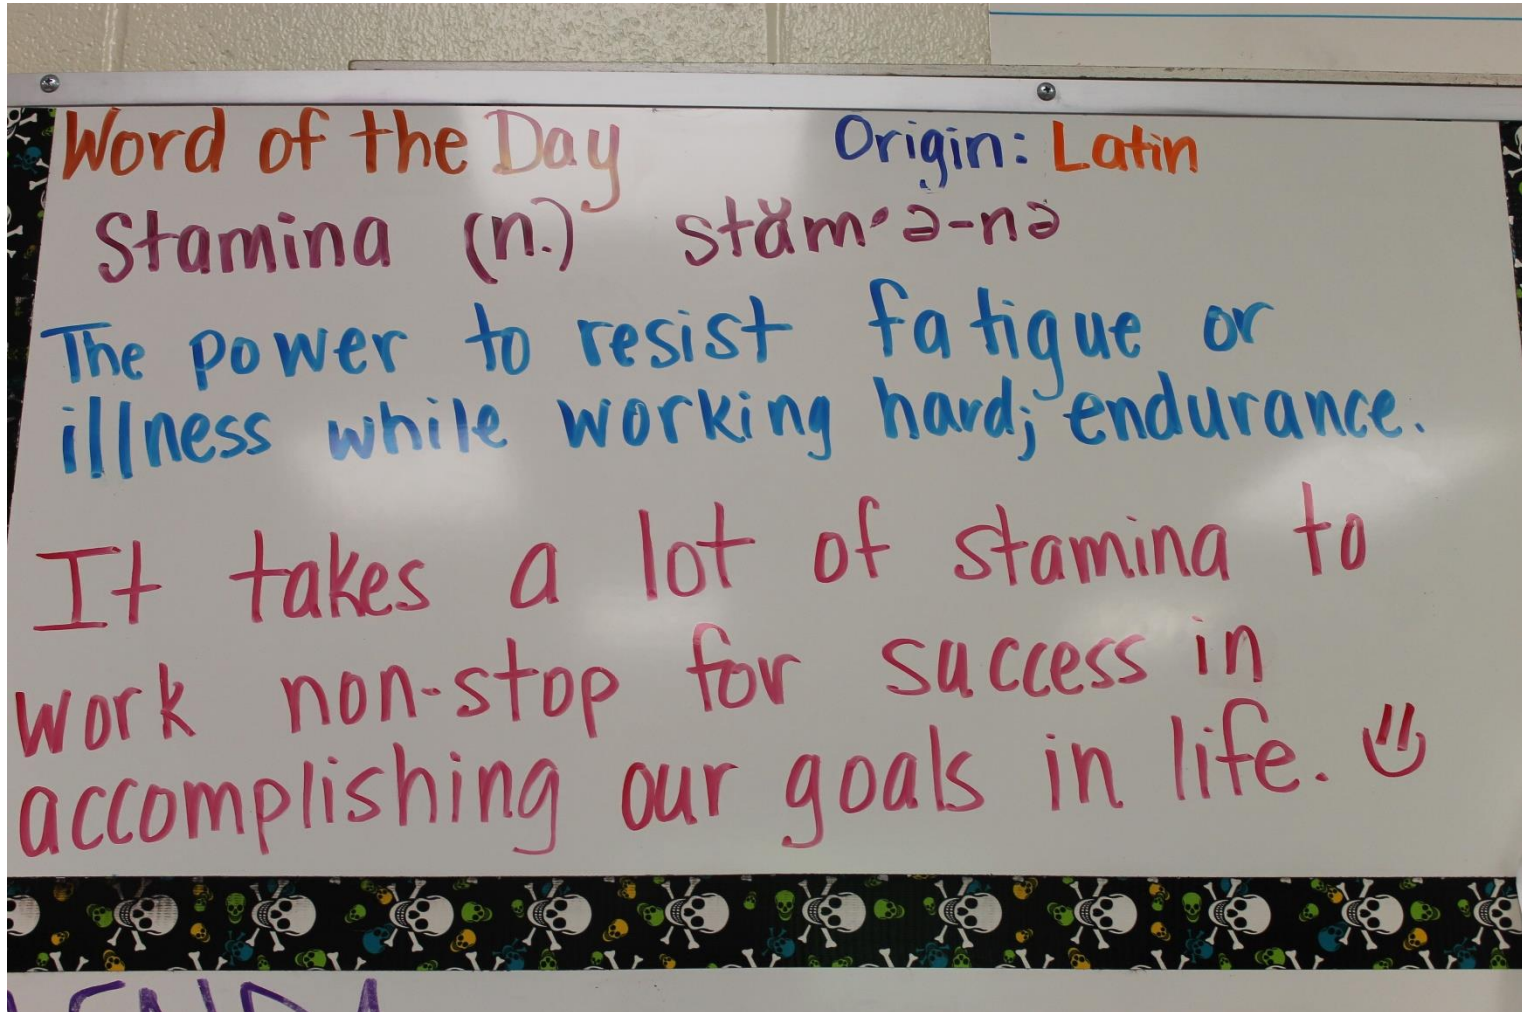 Word of the Day Origin: Latin
Stamina (n.) stăm·ə-nə
The power to resist fatigue or
illness while working hard; endurance.
It takes a lot of stamina to
work non-stop for success in
accomplishing our goals in life.